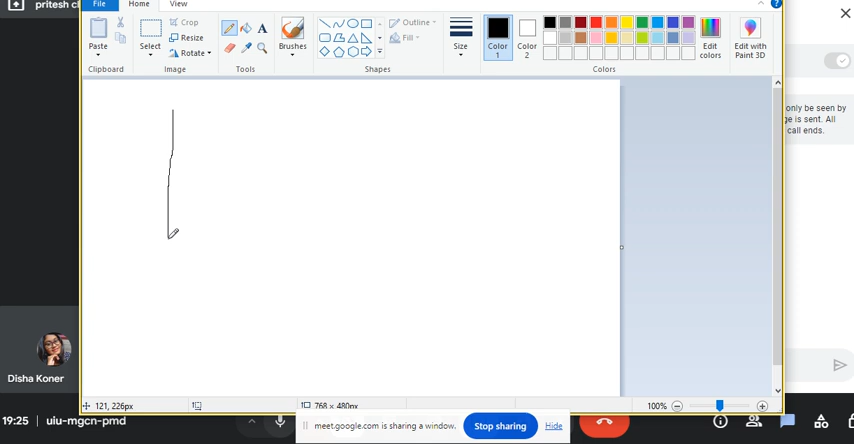 pritesh cl
File Home View
Paste
Clipboard
Select
Crop
Resize
Rotate
Image
Tools
Brushes
Outline
Fill
Shapes
Size
Color 1
Color 2
Edit colors
Colors
Edit with Paint 3D
only be seen by
ge is sent. All
call ends.
Disha Koner
121, 226px
768 × 480px
100%
19:25 | uiu-mgcn-pmd
meet.google.com is sharing a window.
Stop sharing
Hide